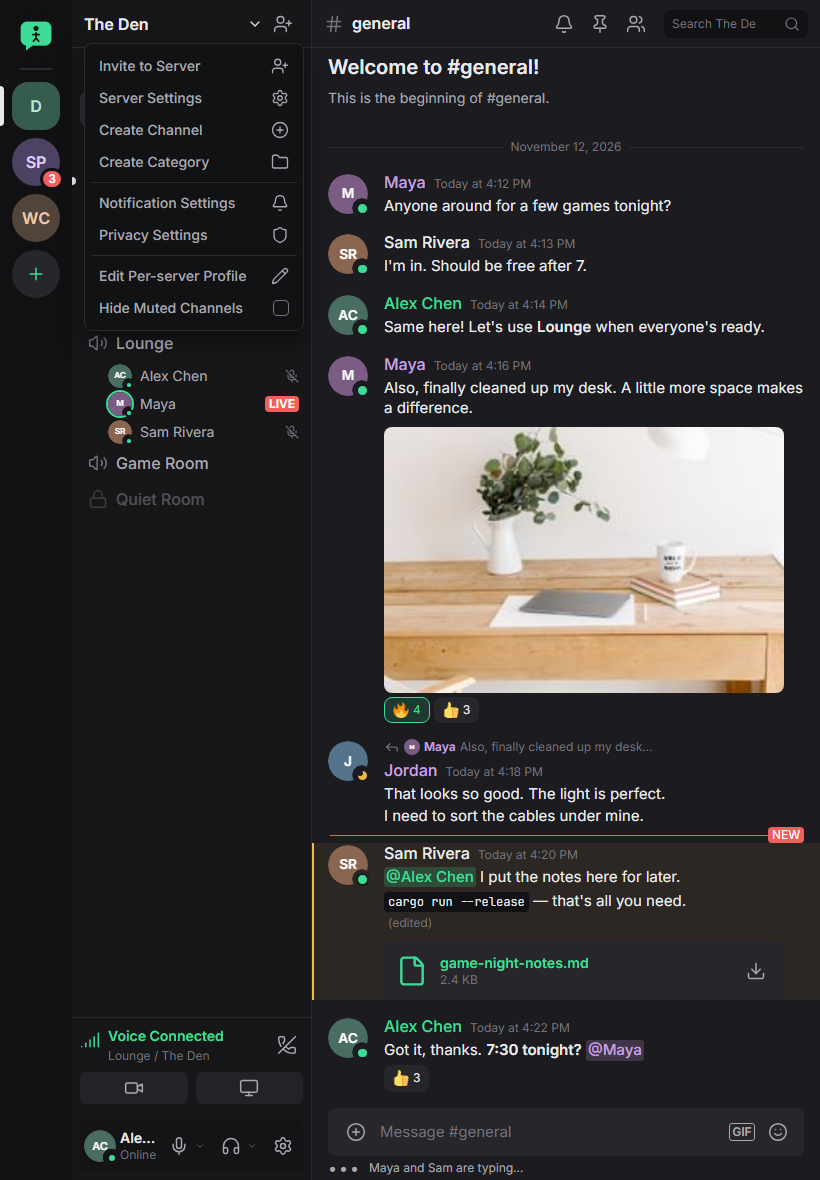 The Den
general
Search The De
D
SP
3
WC
Invite to Server
Server Settings
Create Channel
Create Category
Notification Settings
Privacy Settings
Edit Per-server Profile
Hide Muted Channels
Lounge
AC Alex Chen
M Maya LIVE
SR Sam Rivera
Game Room
Quiet Room
Voice Connected
Lounge / The Den
AC
Ale...
Online
Welcome to #general!
This is the beginning of #general.
November 12, 2026
M
Maya Today at 4:12 PM
Anyone around for a few games tonight?
SR
Sam Rivera Today at 4:13 PM
I'm in. Should be free after 7.
AC
Alex Chen Today at 4:14 PM
Same here! Let's use Lounge when everyone's ready.
M
Maya Today at 4:16 PM
Also, finally cleaned up my desk. A little more space makes
a difference.
🔥 4 👍 3
M Maya Also, finally cleaned up my desk...
J
Jordan Today at 4:18 PM
That looks so good. The light is perfect.
I need to sort the cables under mine.
NEW
SR
Sam Rivera Today at 4:20 PM
@Alex Chen I put the notes here for later.
cargo run --release — that's all you need.
(edited)
game-night-notes.md
2.4 KB
AC
Alex Chen Today at 4:22 PM
Got it, thanks. 7:30 tonight? @Maya
👍 3
Message #general
GIF
Maya and Sam are typing...